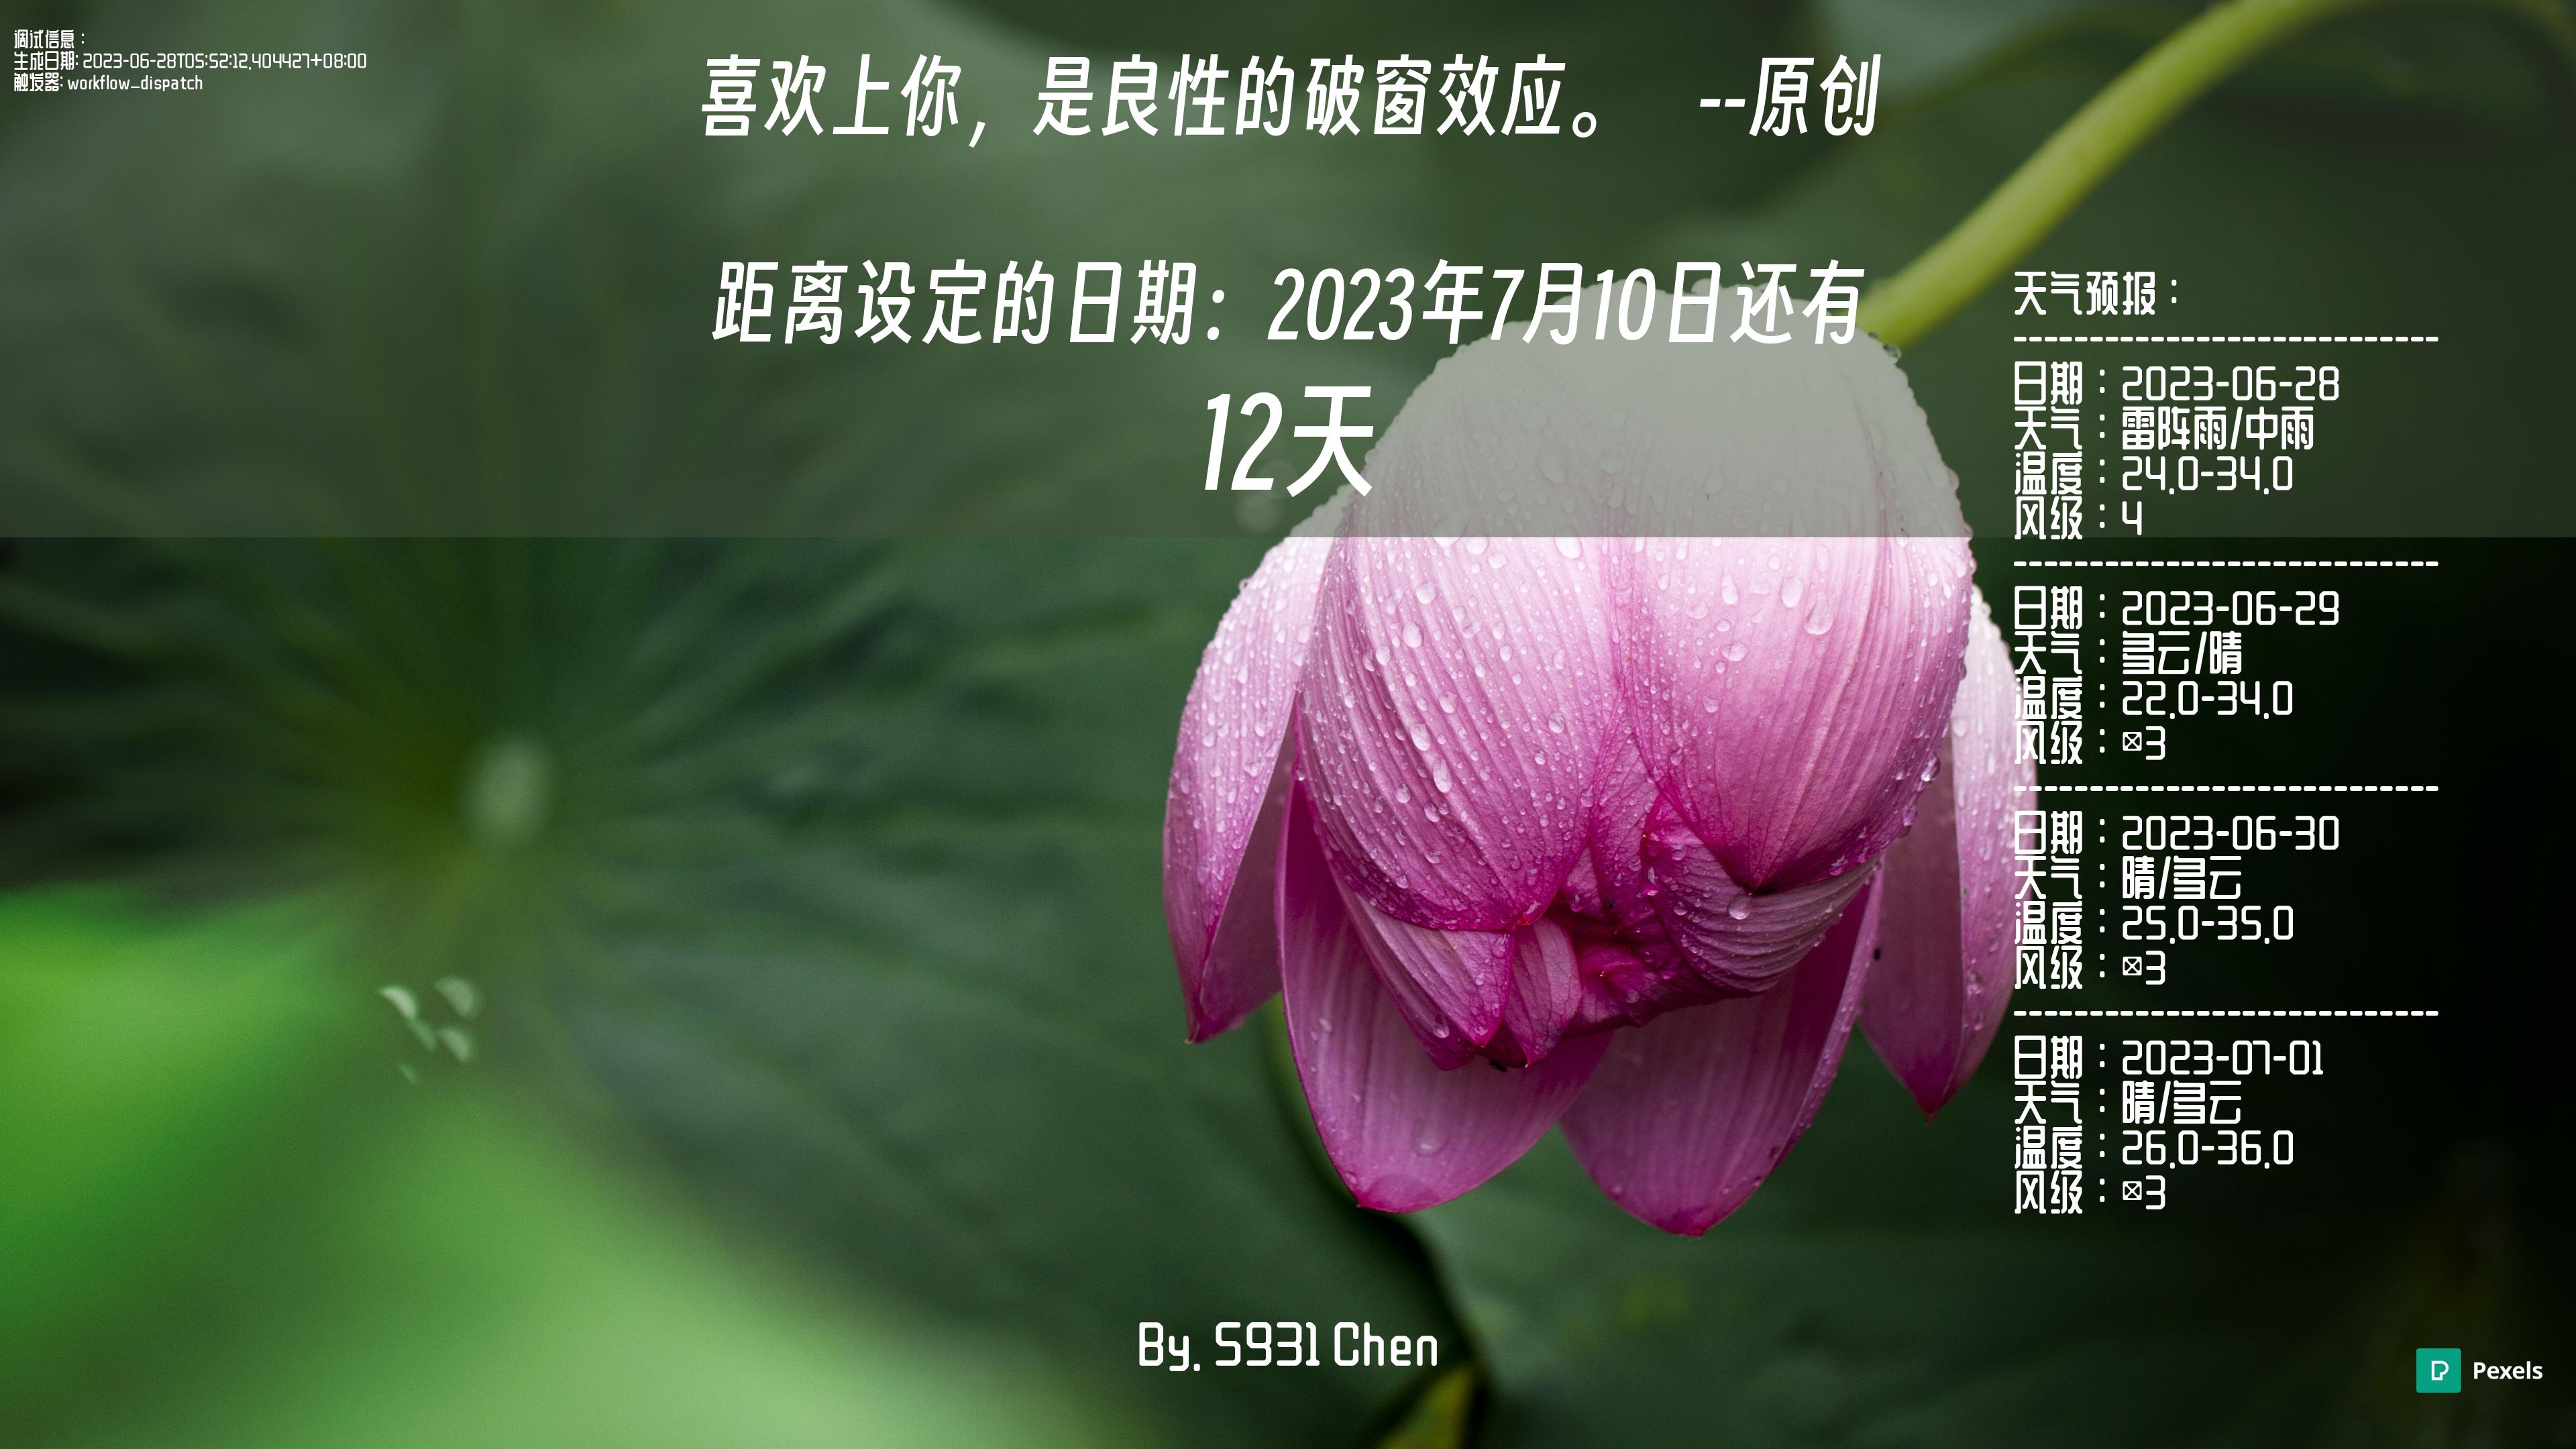 调试信息：
生成日期: 2023-06-28T05:52:12.404427+08:00
触发器: workflow_dispatch
喜欢上你，是良性的破窗效应。 --原创
距离设定的日期：2023年7月10日还有
12天
天气预报：
----------------------------
日期：2023-06-28
天气：雷阵雨/中雨
温度：24.0-34.0
风级：4
----------------------------
日期：2023-06-29
天气：多云/晴
温度：22.0-34.0
风级：☒3
----------------------------
日期：2023-06-30
天气：晴/多云
温度：25.0-35.0
风级：☒3
----------------------------
日期：2023-07-01
天气：晴/多云
温度：26.0-36.0
风级：☒3
By. S931 Chen
Pexels